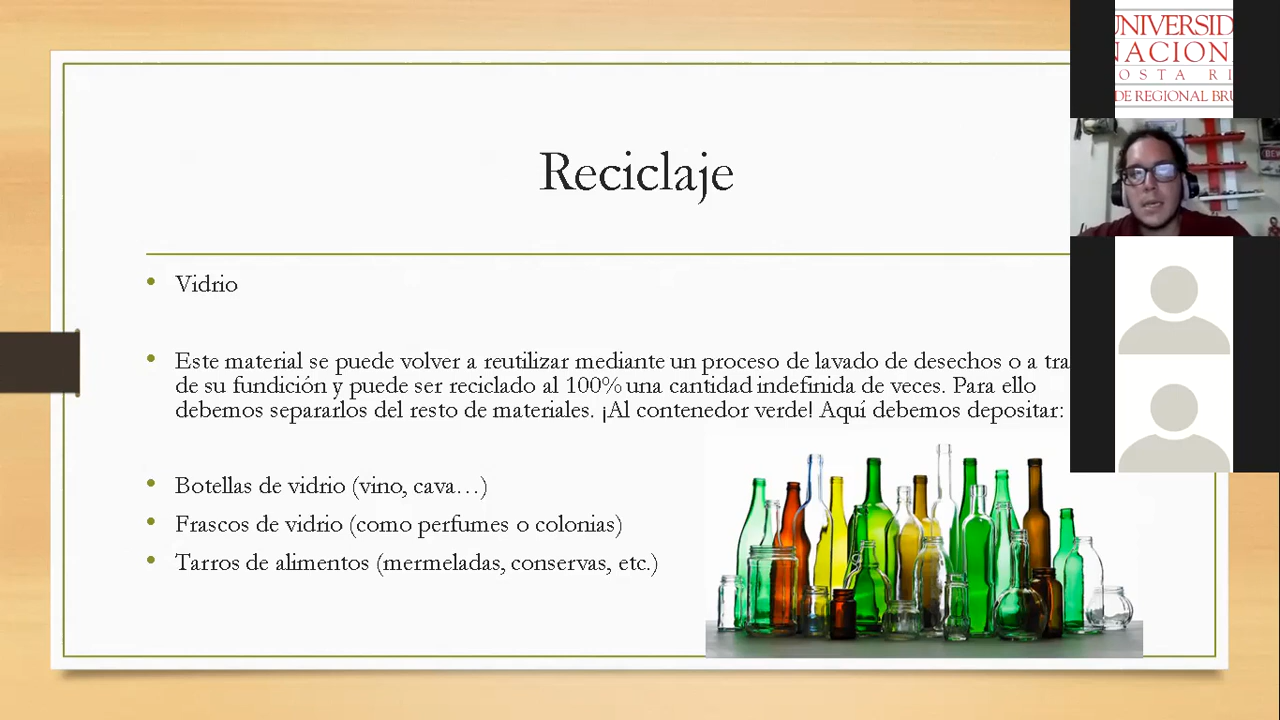 Reciclaje
Vidrio
Este material se puede volver a reutilizar mediante un proceso de lavado de desechos o a
de su fundición y puede ser reciclado al 100% una cantidad indefinida de veces. Para ello
debemos separarlos del resto de materiales. ¡Al contenedor verde! Aquí debemos depositar:
Botellas de vidrio (vino, cava…)
Frascos de vidrio (como perfumes o colonias)
Tarros de alimentos (mermeladas, conservas, etc.)
UNIVERSID
NACION
OSTA RI
DE REGIONAL BRU